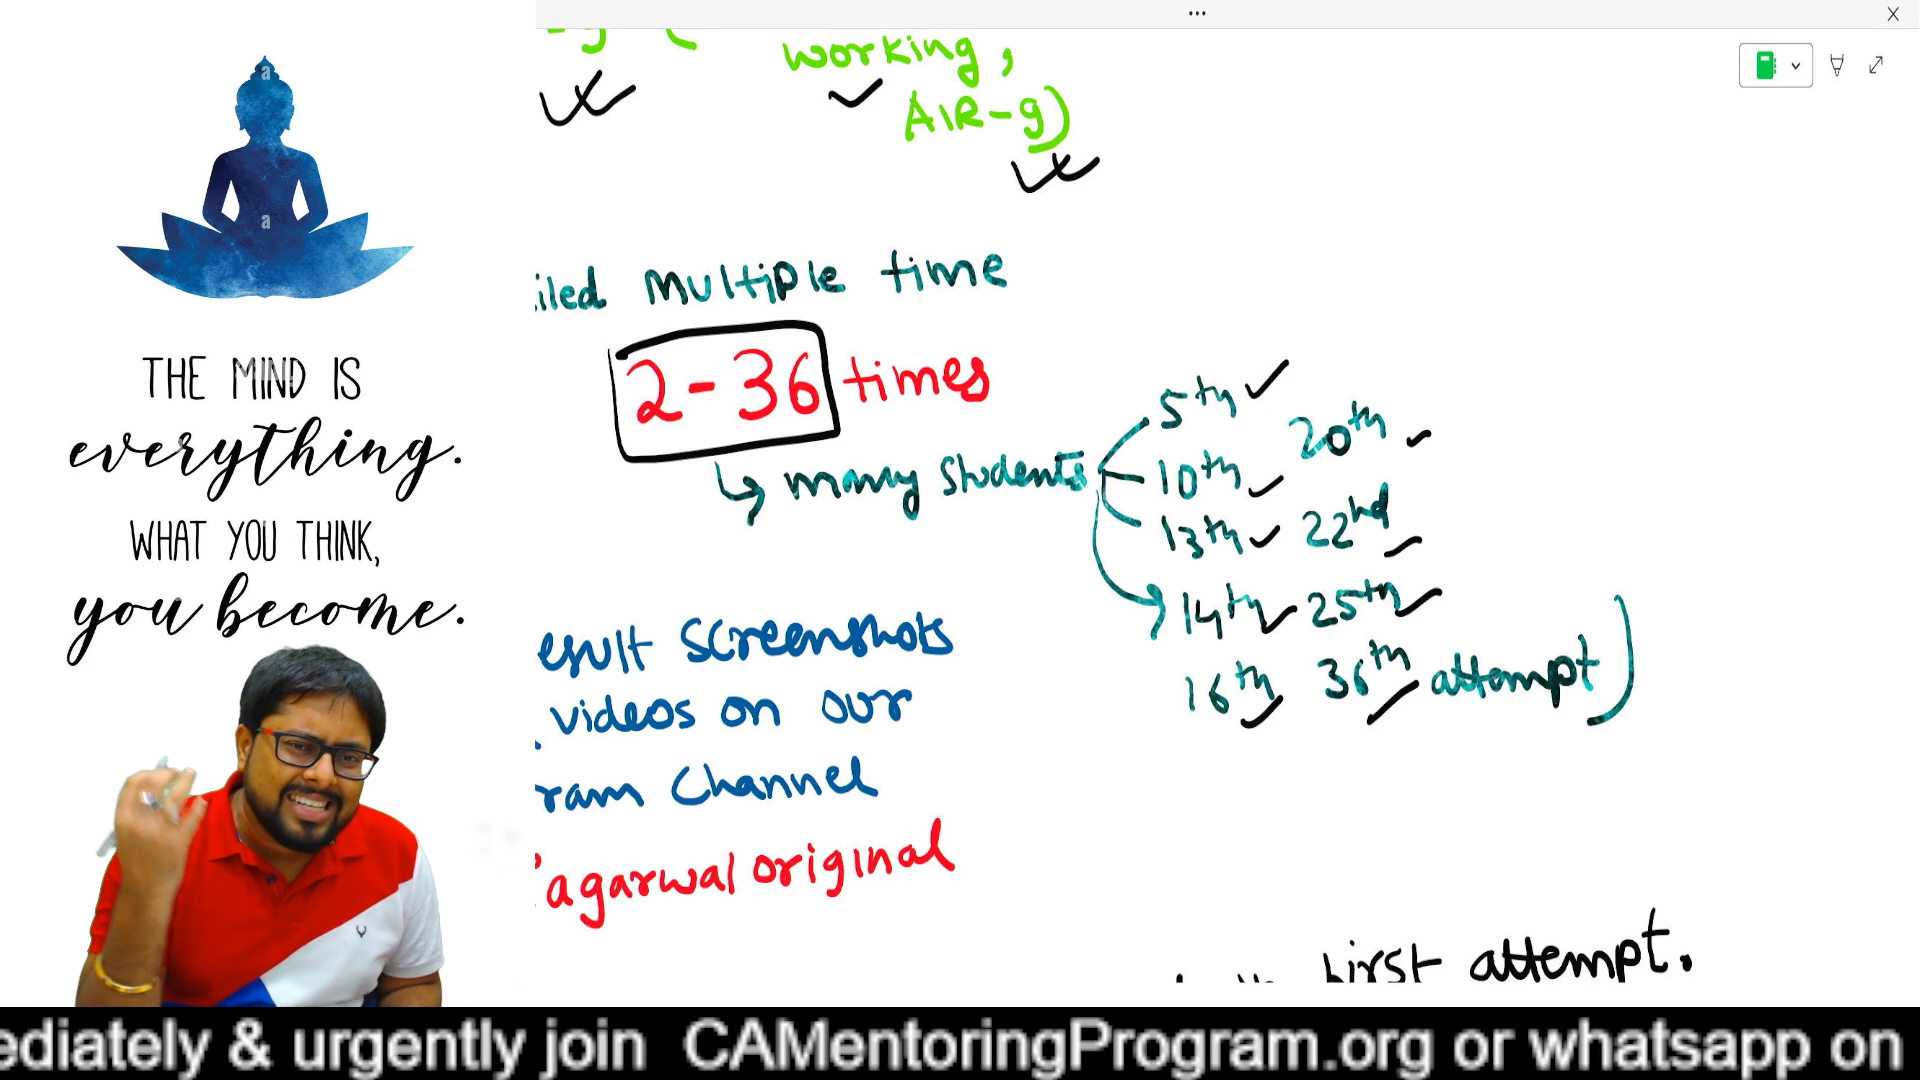 THE MIND IS
everything.
WHAT YOU THINK,
you become.
working,
AIR-9)
iled multiple time
2-36 times
many students
5th
20th
10th
13th
22nd
14th
25th
16th
36th attempt)
esult screenshots
videos on our
ram Channel
agarwal original
first attempt.
ediately & urgently join CAMentoringProgram.org or whatsapp on